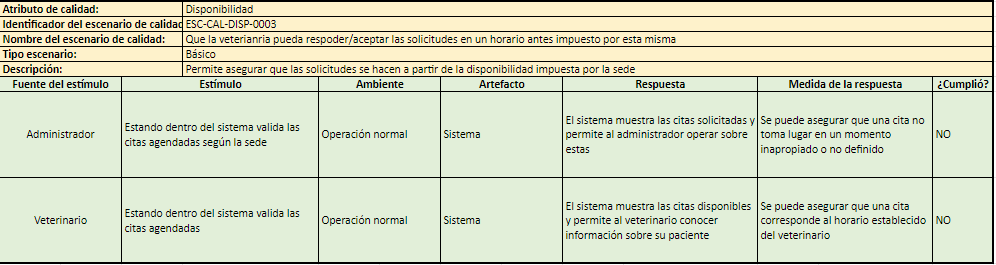 Atributo de calidad: Disponibilidad
Identificador del escenario de calidad ESC-CAL-DISP-0003
Nombre del escenario de calidad: Que la veterianria pueda respoder/aceptar las solicitudes en un horario antes impuesto por esta misma
Tipo escenario: Básico
Descripción: Permite asegurar que las solicitudes se hacen a partir de la disponibilidad impuesta por la sede
Fuente del estímulo Estímulo Ambiente Artefacto Respuesta Medida de la respuesta ¿Cumplió?
Administrador
Estando dentro del sistema valida las
citas agendadas según la sede
Operación normal
Sistema
El sistema muestra las citas solicitadas y
permite al administrador operar sobre
estas
Se puede asegurar que una cita no
toma lugar en un momento
inapropiado o no definido
NO
Veterinario
Estando dentro del sistema valida las
citas agendadas
Operación normal
Sistema
El sistema muestra las citas disponibles
y permite al veterinario conocer
información sobre su paciente
Se puede asegurar que una cita
corresponde al horario establecido
del veterinario
NO